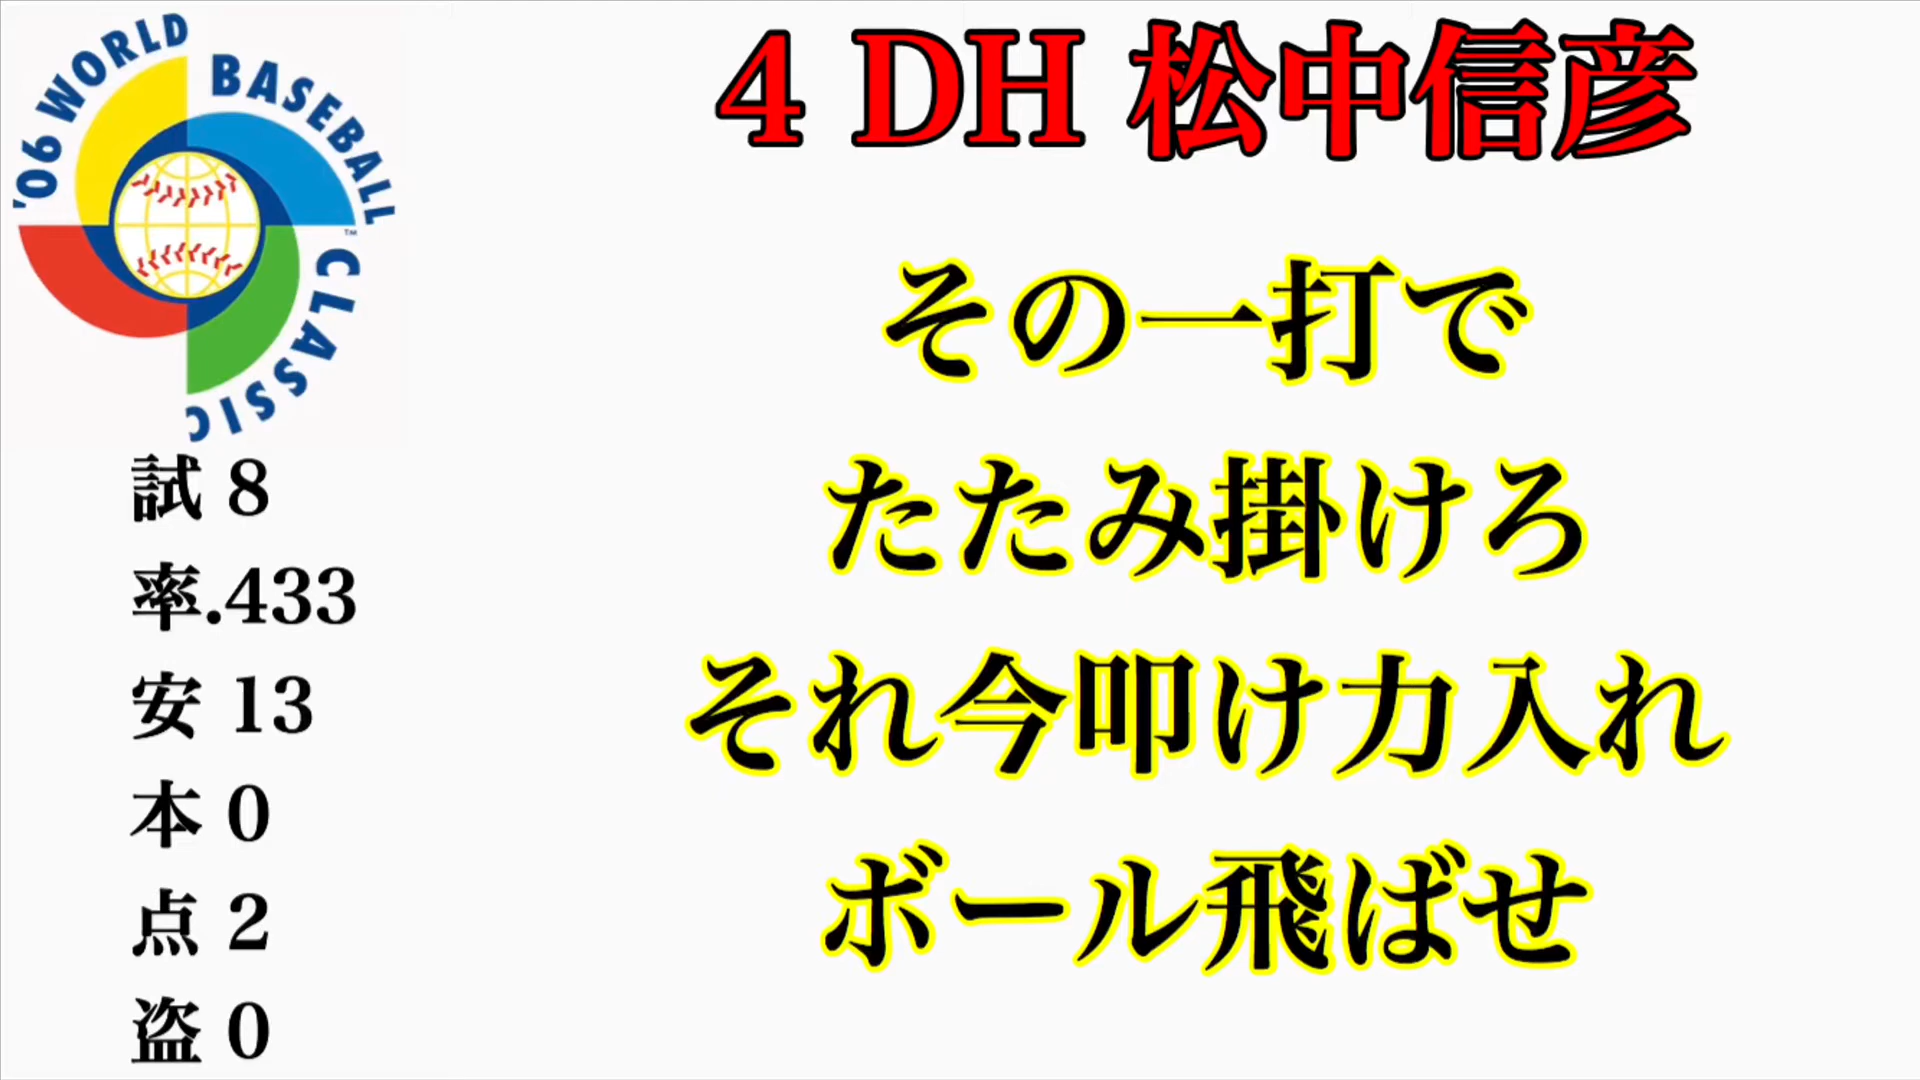 '06 WORLD BASEBALL CLASSIC
TM
4 DH 松中信彦
その一打で
たたみ掛けろ
それ今叩け力入れ
ボール飛ばせ
試 8
率.433
安 13
本 0
点 2
盗 0